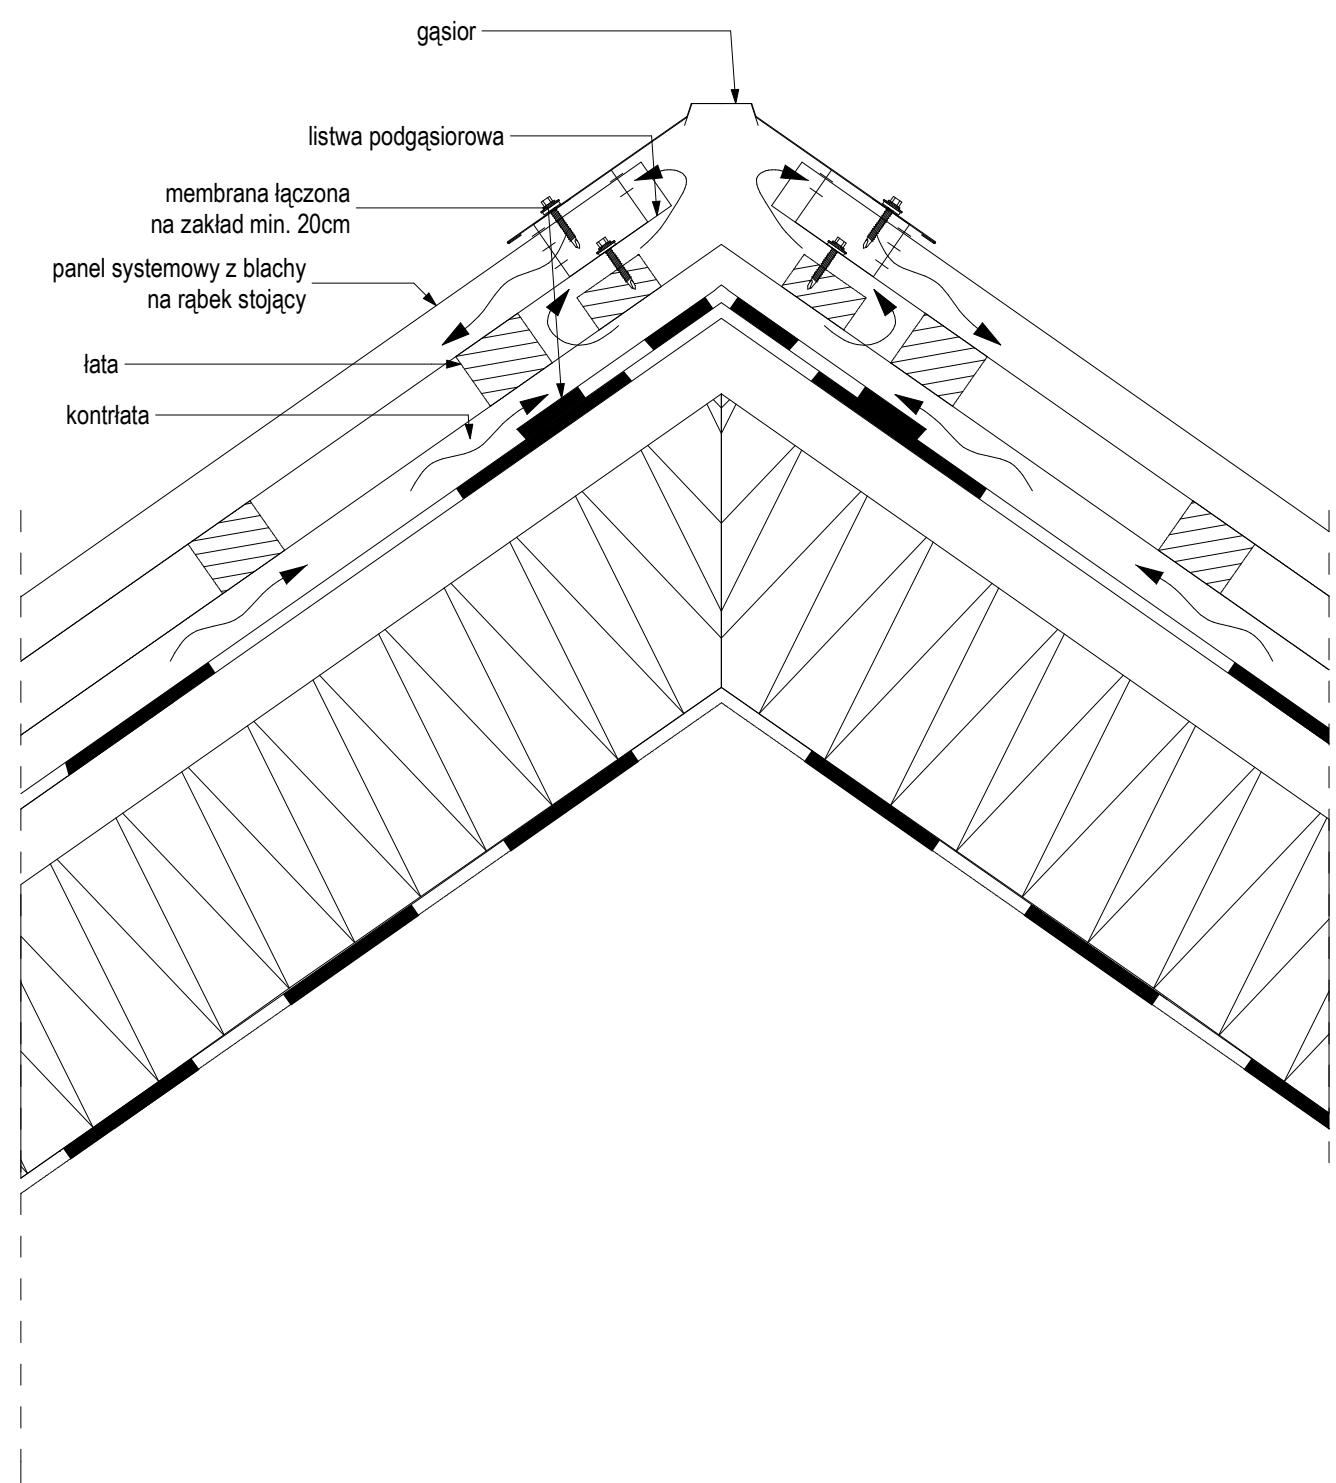 gąsior
listwa podgąsiorowa
membrana łączona
na zakład min. 20cm
panel systemowy z blachy
na rąbek stojący
łata
kontrłata